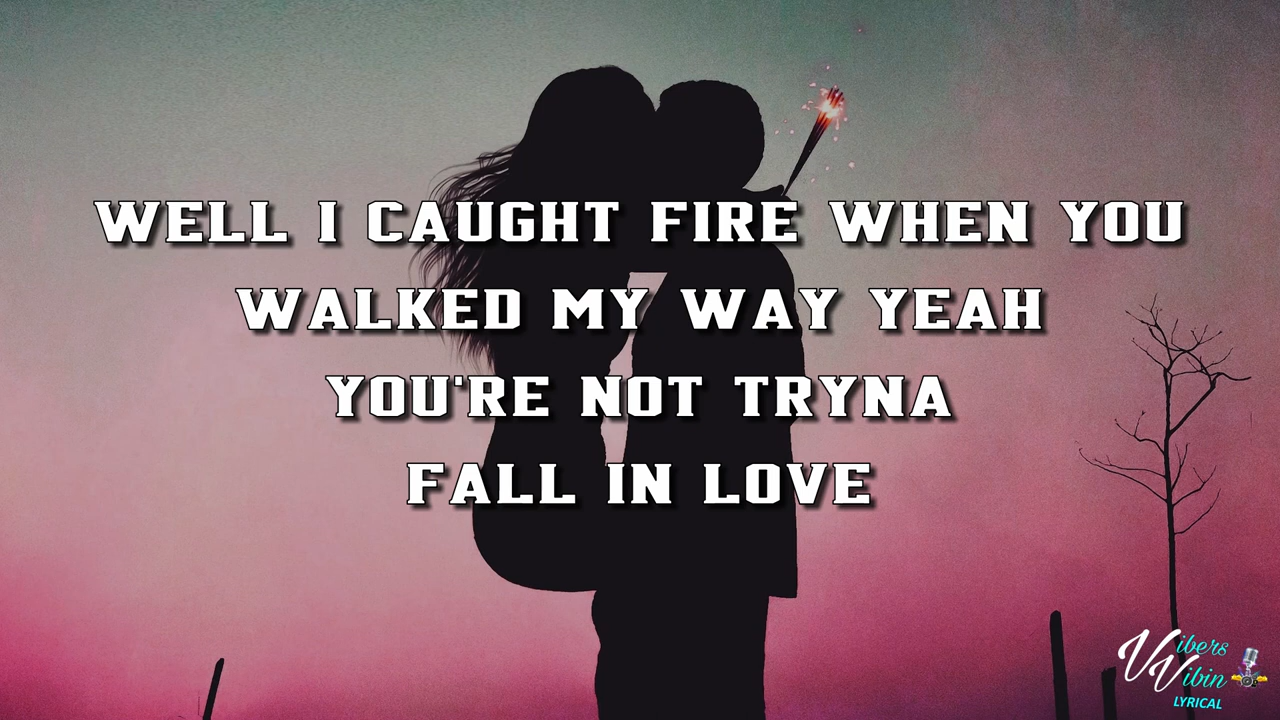 WELL I CAUGHT FIRE WHEN YOU
WALKED MY WAY YEAH
YOU'RE NOT TRYNA
FALL IN LOVE
Vibers
Vibin
LYRICAL